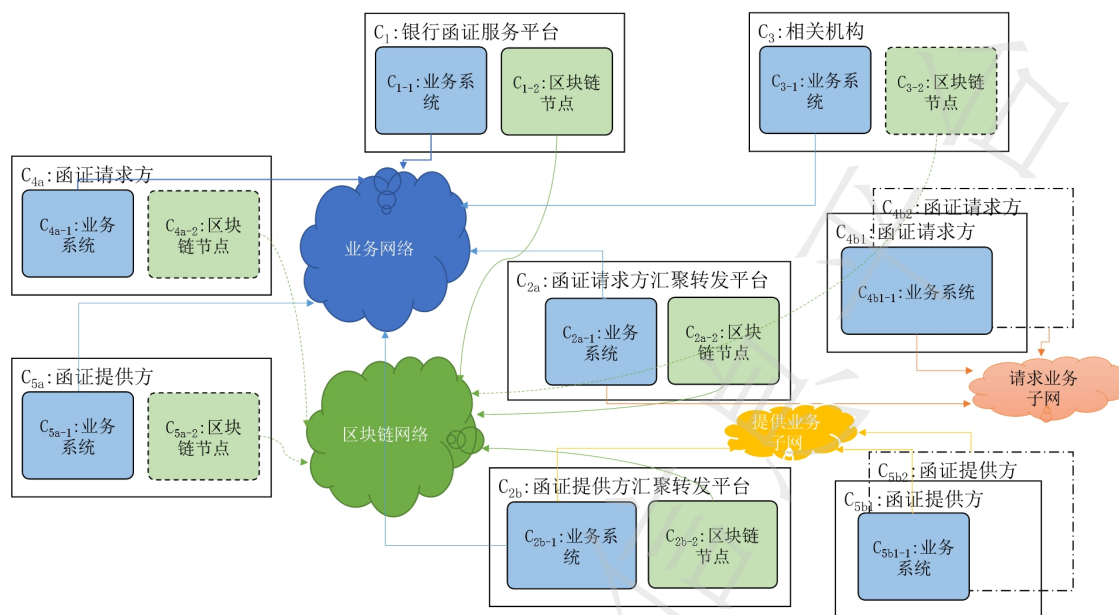 C₁:银行函证服务平台
C₁₋₁:业务系
统
C₁₋₂:区块链
节点
C₃:相关机构
C₃₋₁:业务系
统
C₃₋₂:区块链
节点
C₄ₐ:函证请求方
C₄ₐ₋₁:业务
系统
C₄ₐ₋₂:区块
链节点
业务网络
C4b2:函证请求方
C4b1:函证请求方
C4b1-1:业务系统
C₂ₐ:函证请求方汇聚转发平台
C₂ₐ₋₁:业务
系统
C₂ₐ₋₂:区块
链节点
C₅ₐ:函证提供方
C₅ₐ₋₁:业务
系统
C₅ₐ₋₂:区块
链节点
区块链网络
请求业务
子网
提供业务
子网
C2b:函证提供方汇聚转发平台
C2b-1:业务系
统
C2b-2:区块链
节点
C5b2:函证提供方
C5b1:函证提供方
C5b1-1:业务
系统